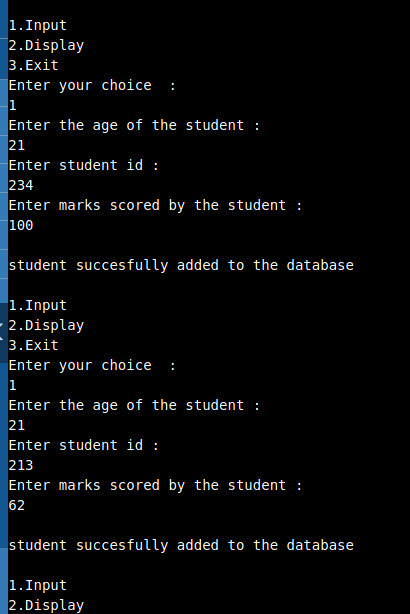 1.Input
2.Display
3.Exit
Enter your choice  :
1
Enter the age of the student :
21
Enter student id :
234
Enter marks scored by the student :
100
student succesfully added to the database
1.Input
2.Display
3.Exit
Enter your choice  :
1
Enter the age of the student :
21
Enter student id :
213
Enter marks scored by the student :
62
student succesfully added to the database
1.Input
2.Display